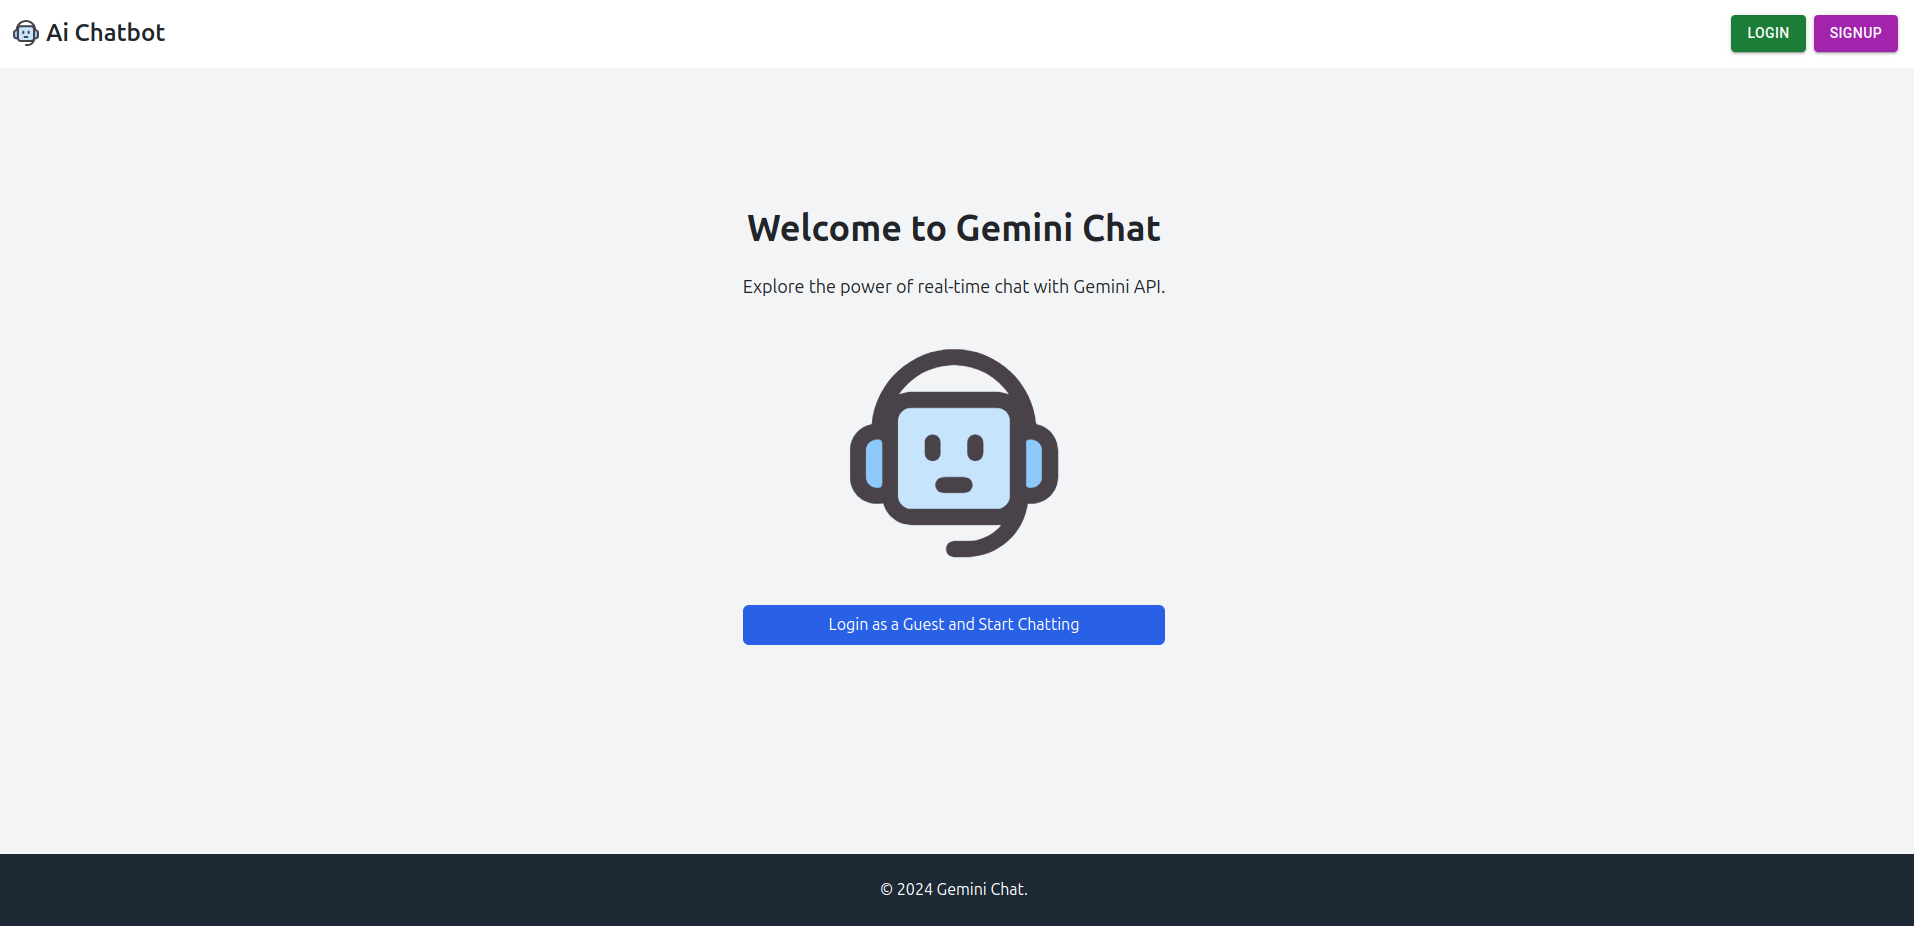 Ai Chatbot
LOGIN
SIGNUP
Welcome to Gemini Chat
Explore the power of real-time chat with Gemini API.
Login as a Guest and Start Chatting
© 2024 Gemini Chat.